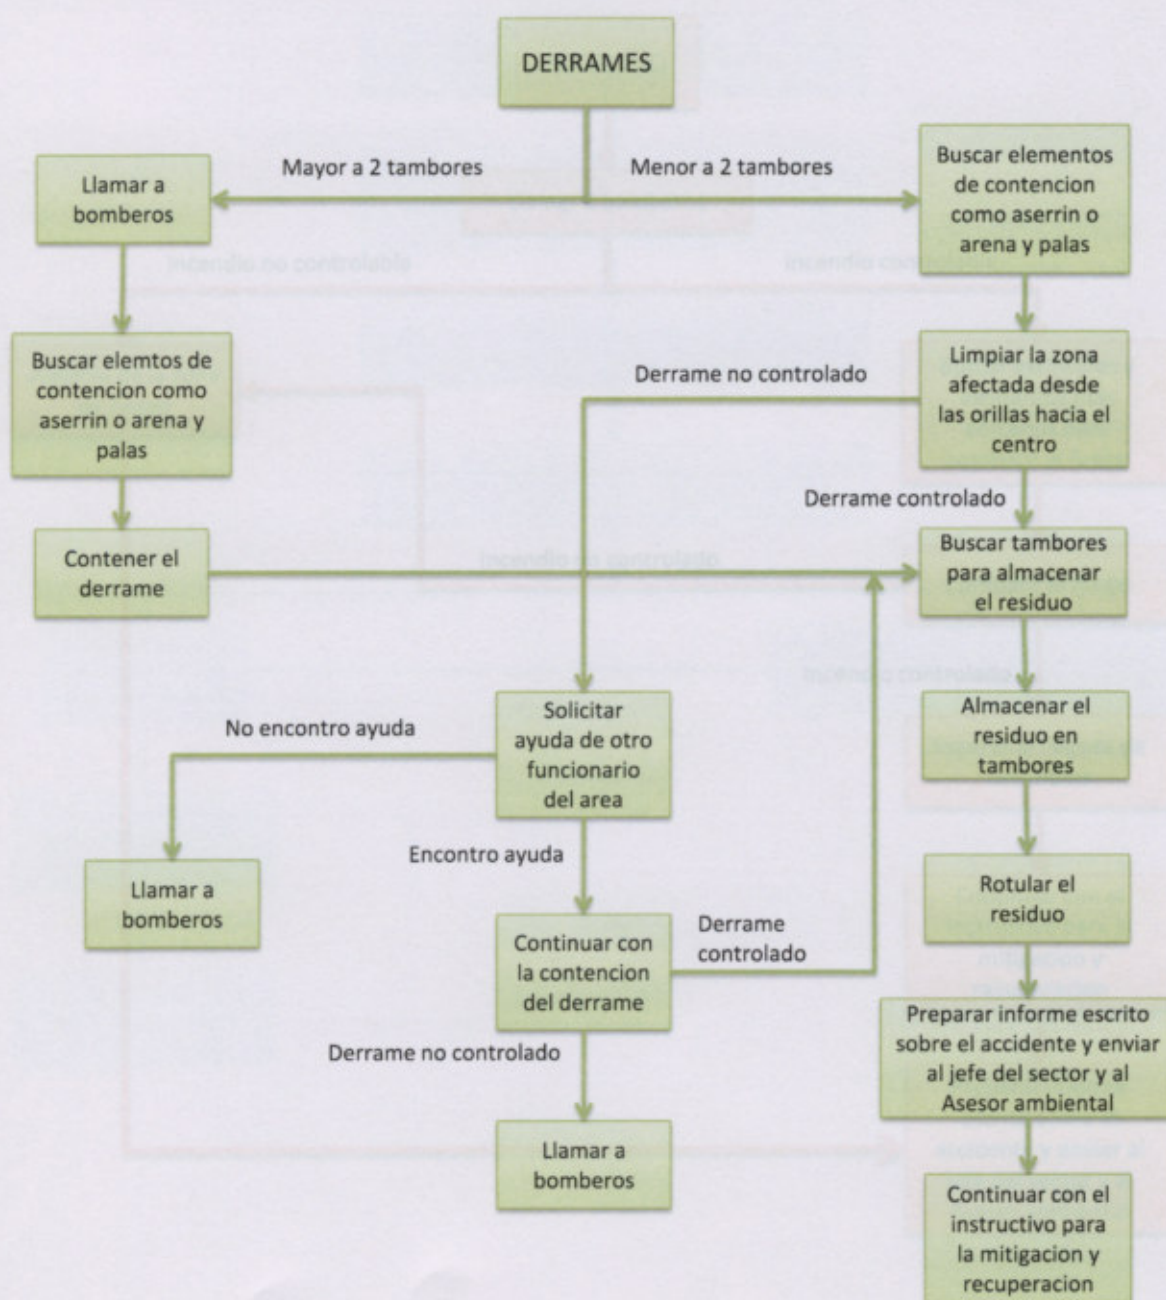 DERRAMES
Mayor a 2 tambores
Menor a 2 tambores
Llamar a
bomberos
Buscar elementos
de contencion
como aserrin o
arena y palas
Incendio no controlable
Buscar elemtos de
contencion como
aserrin o arena y
palas
Derrame no controlado
Limpiar la zona
afectada desde
las orillas hacia el
centro
Derrame controlado
Contener el
derrame
Buscar tambores
para almacenar
el residuo
No encontro ayuda
Solicitar
ayuda de otro
funcionario
del area
Almacenar el
residuo en
tambores
Encontro ayuda
Llamar a
bomberos
Rotular el
residuo
Continuar con
la contencion
del derrame
Derrame
controlado
Derrame no controlado
Preparar informe escrito
sobre el accidente y enviar
al jefe del sector y al
Asesor ambiental
Llamar a
bomberos
Continuar con el
instructivo para
la mitigacion y
recuperacion